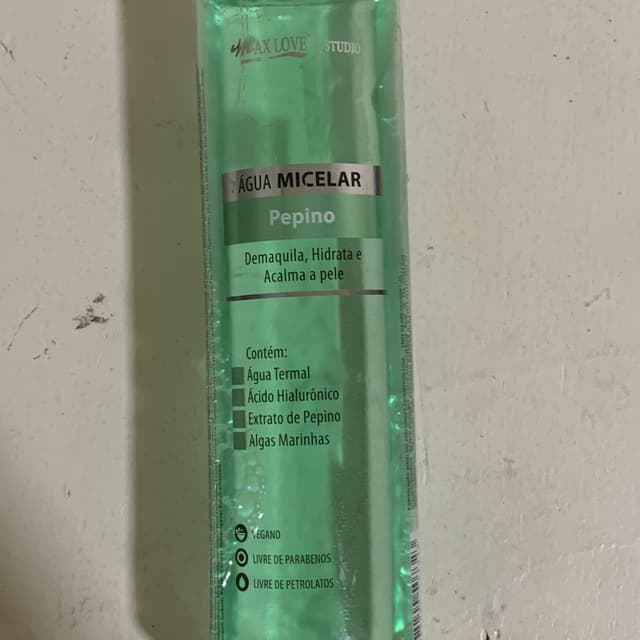 MAX LOVE STUDIO
ÁGUA MICELAR
Pepino
Demaquila, Hidrata e
Acalma a pele
Contém:
Água Termal
Ácido Hialurônico
Extrato de Pepino
Algas Marinhas
VEGANO
LIVRE DE PARABENOS
LIVRE DE PETROLATOS